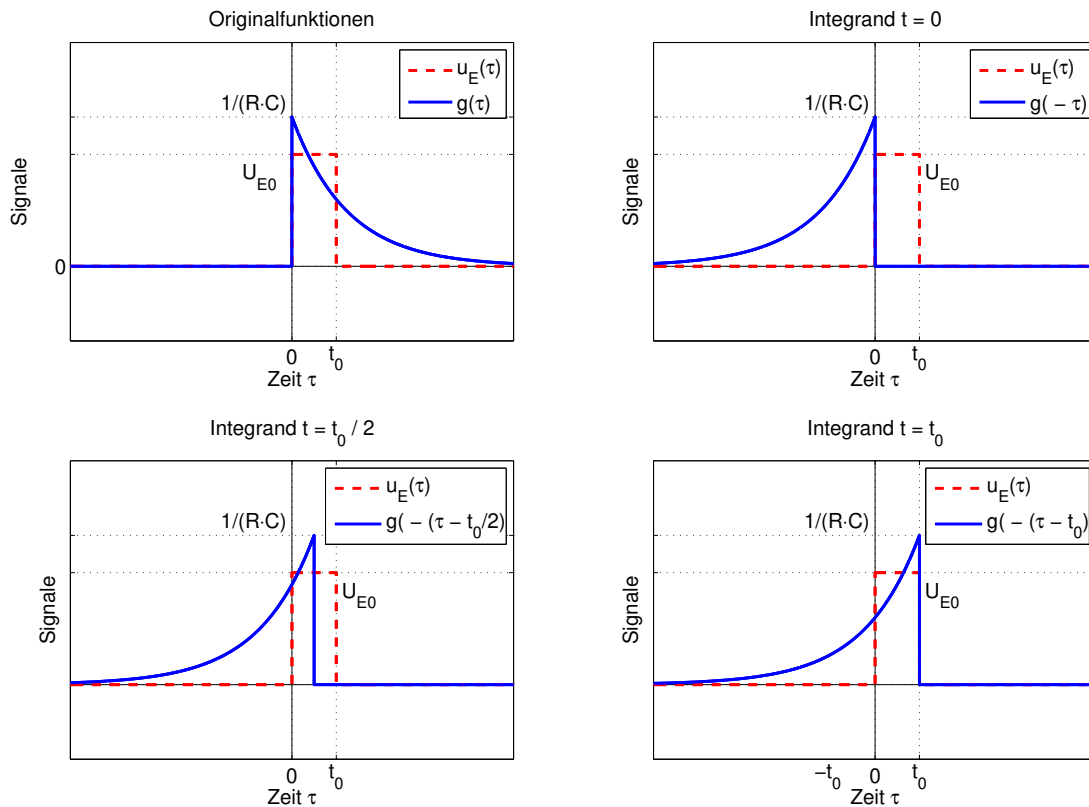 Originalfunktionen
u_E(τ)
g(τ)
1/(R·C)
U_E0
Signale
0
0
t_0
Zeit τ
Integrand t = 0
u_E(τ)
g( − τ)
1/(R·C)
U_E0
Signale
0
t_0
Zeit τ
Integrand t = t_0 / 2
u_E(τ)
g( − (τ − t_0/2)
1/(R·C)
U_E0
Signale
0
t_0
Zeit τ
Integrand t = t_0
u_E(τ)
g( − (τ − t_0)
1/(R·C)
U_E0
Signale
−t_0
0
t_0
Zeit τ